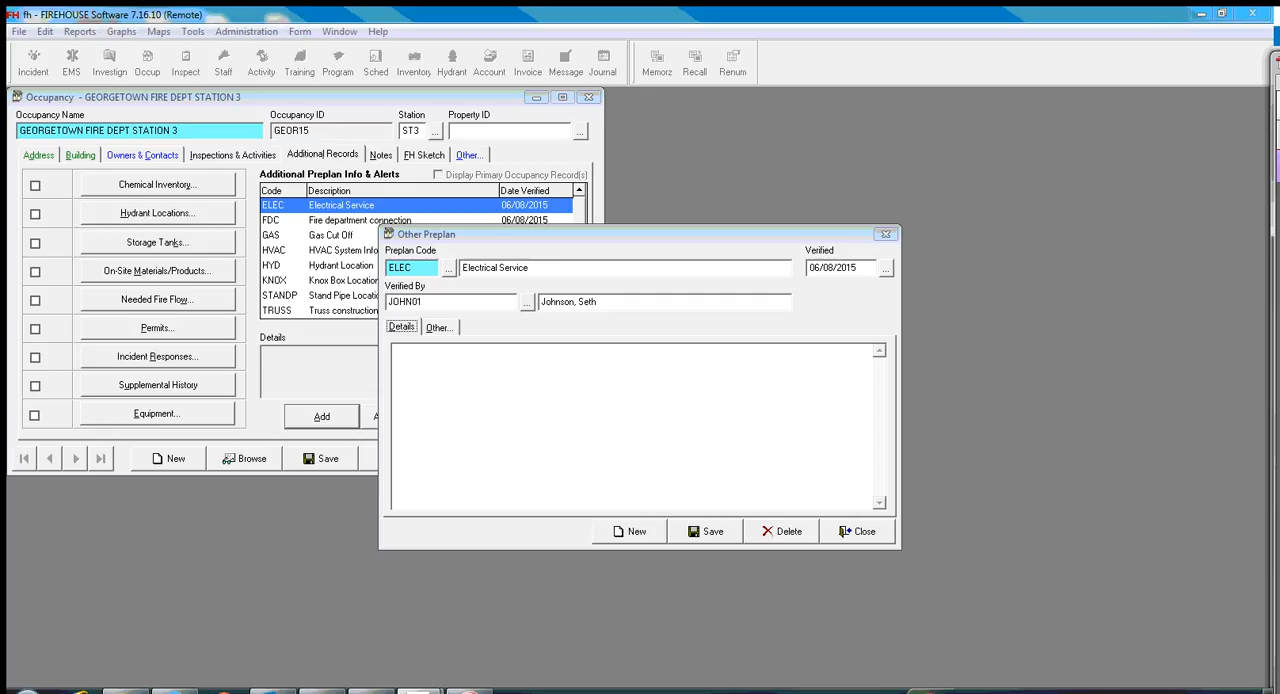 fh - FIREHOUSE Software 7.16.10 (Remote)
File Edit Reports Graphs Maps Tools Administration Form Window Help
Incident EMS Investign Occup Inspect Staff Activity Training Program Sched Inventory Hydrant Account Invoice Message Journal Memorz Recall Renum
Occupancy - GEORGETOWN FIRE DEPT STATION 3
Occupancy Name Occupancy ID Station Property ID
GEORGETOWN FIRE DEPT STATION 3 GEOR15 ST3 ... ...
Address Building Owners & Contacts Inspections & Activities Additional Records Notes FH Sketch Other...
Chemical Inventory...
Hydrant Locations...
Storage Tanks...
On-Site Materials/Products...
Needed Fire Flow...
Permits...
Incident Responses...
Supplemental History
Equipment...
Additional Preplan Info & Alerts Display Primary Occupancy Record(s)
Code Description Date Verified
ELEC Electrical Service 06/08/2015
FDC Fire department connection 06/08/2015
GAS Gas Cut Off
HVAC HVAC System Info
HYD Hydrant Location
KNOX Knox Box Location
STANDP Stand Pipe Locati
TRUSS Truss construction
Details
Add A
New Browse Save
Other Preplan
Preplan Code Verified
ELEC ... Electrical Service 06/08/2015 ...
Verified By
JOHN01 ... Johnson, Seth
Details Other...
New Save Delete Close